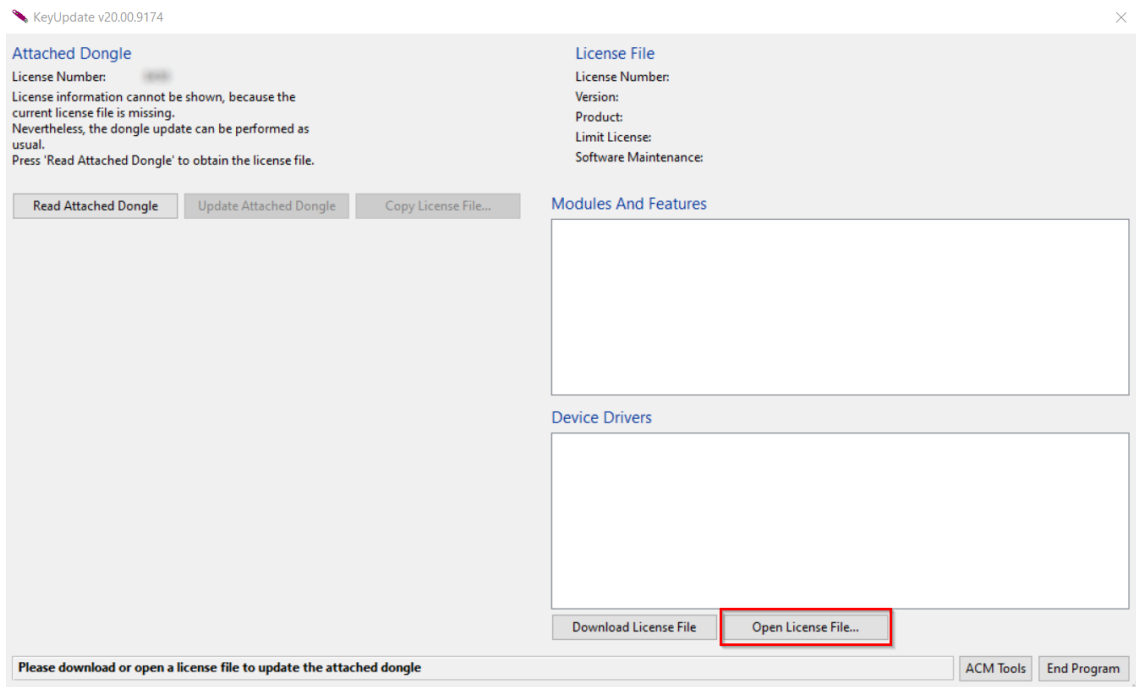 KeyUpdate v20.00.9174
Attached Dongle
License Number:
License information cannot be shown, because the
current license file is missing.
Nevertheless, the dongle update can be performed as
usual.
Press 'Read Attached Dongle' to obtain the license file.
Read Attached Dongle
Update Attached Dongle
Copy License File...
License File
License Number:
Version:
Product:
Limit License:
Software Maintenance:
Modules And Features
Device Drivers
Download License File
Open License File...
Please download or open a license file to update the attached dongle
ACM Tools
End Program